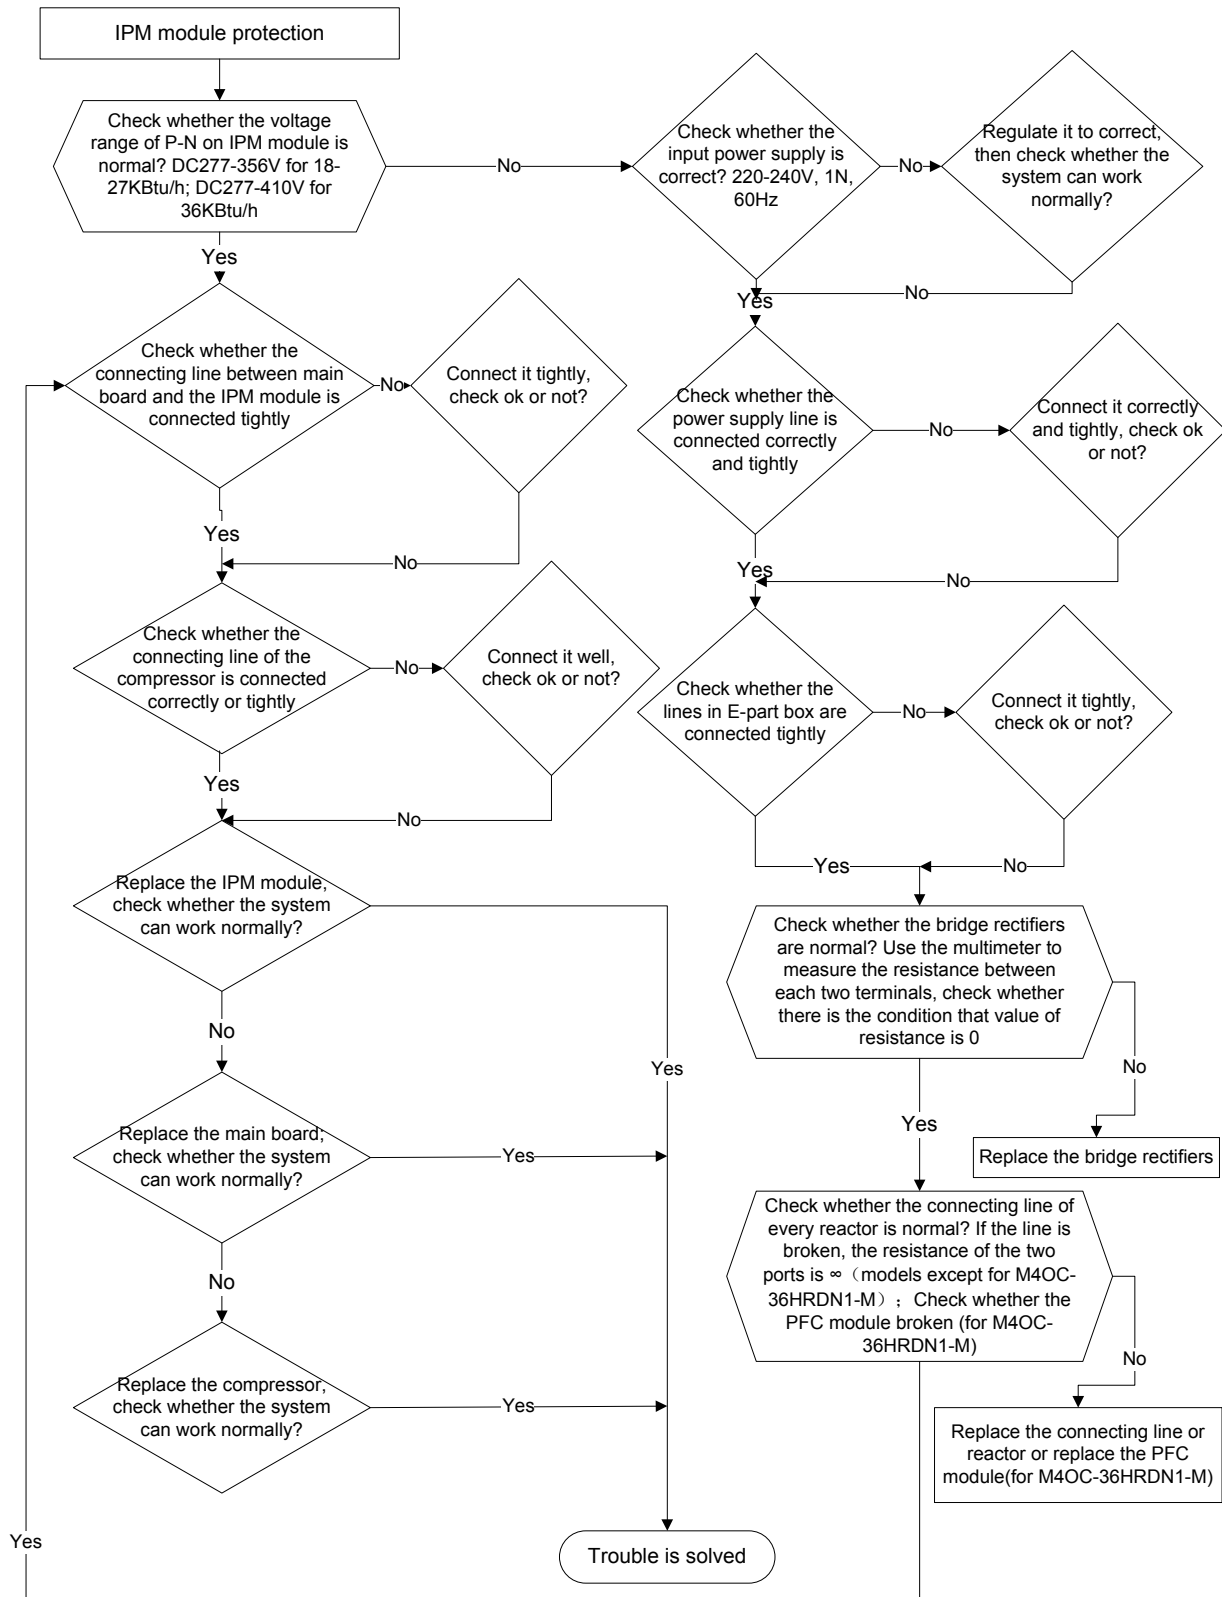 IPM module protection
Check whether the voltage
range of P-N on IPM module is
normal? DC277-356V for 18-
27KBtu/h; DC277-410V for
36KBtu/h
No
Check whether the
input power supply is
correct? 220-240V, 1N,
60Hz
No
Regulate it to correct,
then check whether the
system can work
normally?
Yes
No
Yes
Check whether the
connecting line between main
board and the IPM module is
connected tightly
No
Connect it tightly,
check ok or not?
Check whether the
power supply line is
connected correctly
and tightly
No
Connect it correctly
and tightly, check ok
or not?
Yes
No
Yes
No
Check whether the
connecting line of the
compressor is connected
correctly or tightly
No
Connect it well,
check ok or not?
Check whether the
lines in E-part box are
connected tightly
No
Connect it tightly,
check ok or not?
Yes
No
Yes
No
Replace the IPM module,
check whether the system
can work normally?
Check whether the bridge rectifiers
are normal? Use the multimeter to
measure the resistance between
each two terminals, check whether
there is the condition that value of
resistance is 0
No
Yes
No
Yes
Replace the main board;
check whether the system
can work normally?
Yes
Replace the bridge rectifiers
Check whether the connecting line of
every reactor is normal? If the line is
broken, the resistance of the two
ports is ∞（models except for M4OC-
36HRDN1-M）；Check whether the
PFC module broken (for M4OC-
36HRDN1-M)
No
No
Replace the compressor,
check whether the system
can work normally?
Yes
Replace the connecting line or
reactor or replace the PFC
module(for M4OC-36HRDN1-M)
Yes
Trouble is solved